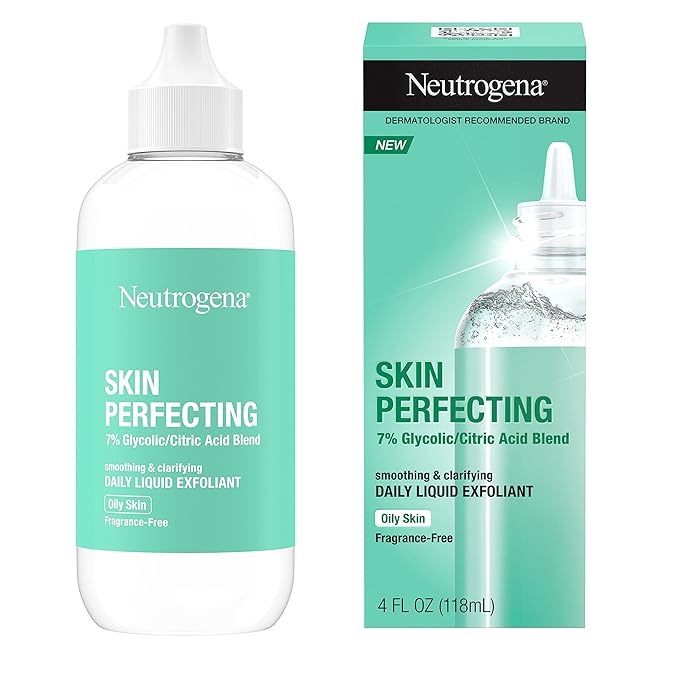 Neutrogena®
SKIN
PERFECTING
7% Glycolic/Citric Acid Blend
smoothing & clarifying
DAILY LIQUID EXFOLIANT
Oily Skin
Fragrance-Free
Neutrogena®
DERMATOLOGIST RECOMMENDED BRAND
NEW
SKIN
PERFECTING
7% Glycolic/Citric Acid Blend
smoothing & clarifying
DAILY LIQUID EXFOLIANT
Oily Skin
Fragrance-Free
4 FL OZ (118mL)